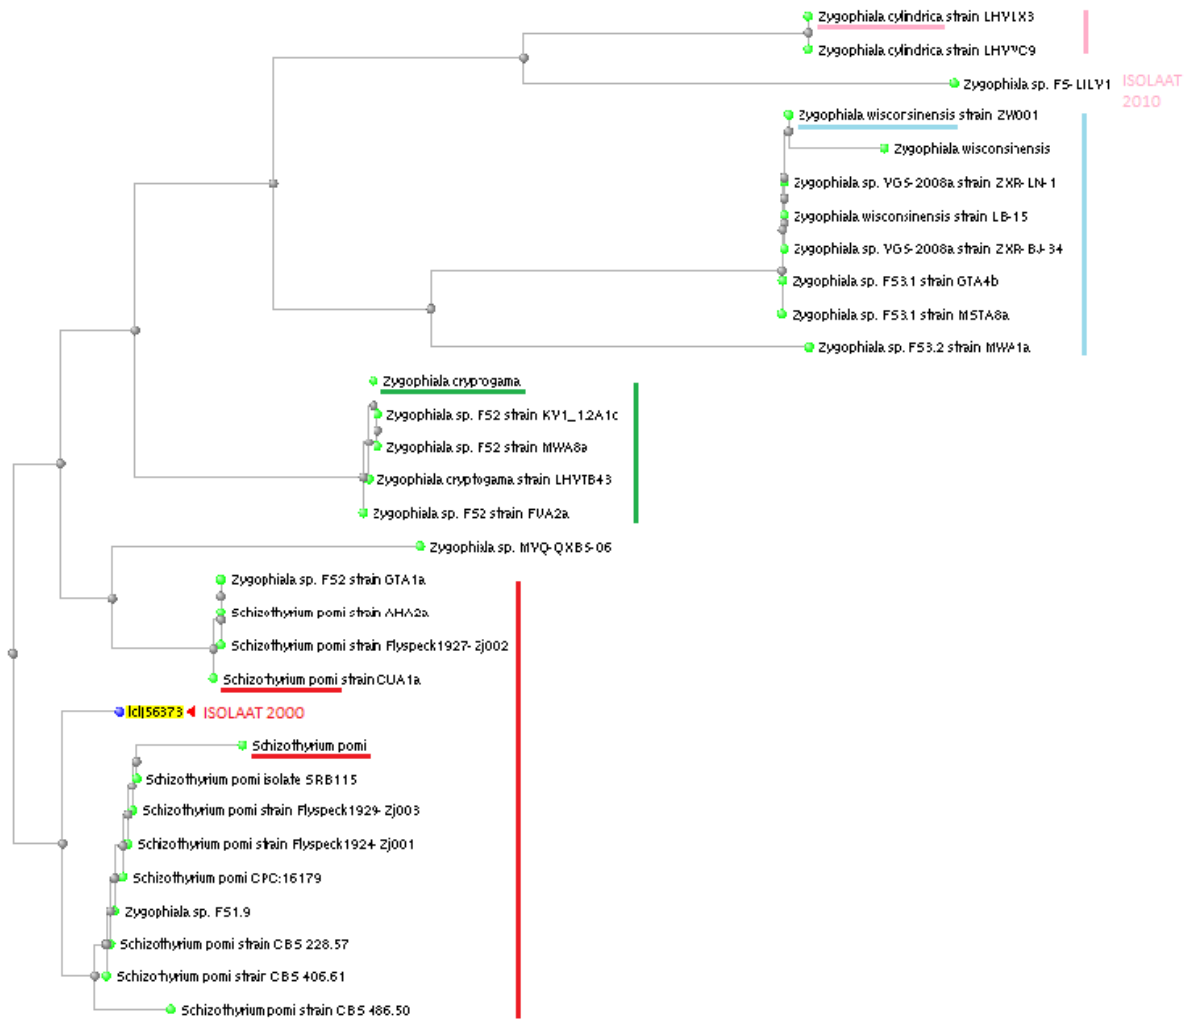 Zygophiala cylindrica strain LHVLX3
Zygophiala cylindrica strain LHVYC9
Zygophiala sp. FS-LILY1
ISOLAAT
2010
Zygophiala wisconsinensis strain ZW001
Zygophiala wisconsinensis
Zygophiala sp. VGS-2008a strain ZXR-LN-1
Zygophiala wisconsinensis strain LB-15
Zygophiala sp. VGS-2008a strain ZXR-BJ-34
Zygophiala sp. FS3.1 strain GTA4b
Zygophiala sp. FS3.1 strain MSTA8a
Zygophiala sp. FS3.2 strain MWA1a
Zygophiala cryptogama
Zygophiala sp. FS2 strain KY1_1.2A1c
Zygophiala sp. FS2 strain MWA8a
Zygophiala cryptogama strain LHVTB43
Zygophiala sp. FS2 strain FVA2a
Zygophiala sp. MVQ-QXBS-06
Zygophiala sp. FS2 strain GTA1a
Schizothyrium pomi strain AHA2a
Schizothyrium pomi strain Flyspeck1927-Zj002
Schizothyrium pomi strain CUA1a
lcl|56373
ISOLAAT 2000
Schizothyrium pomi
Schizothyrium pomi isolate SRB115
Schizothyrium pomi strain Flyspeck1929-Zj003
Schizothyrium pomi strain Flyspeck1924-Zj001
Schizothyrium pomi CPC:16179
Zygophiala sp. FS1.9
Schizothyrium pomi strain CBS 228.57
Schizothyrium pomi strain CBS 406.61
Schizothyrium pomi strain CBS 486.50